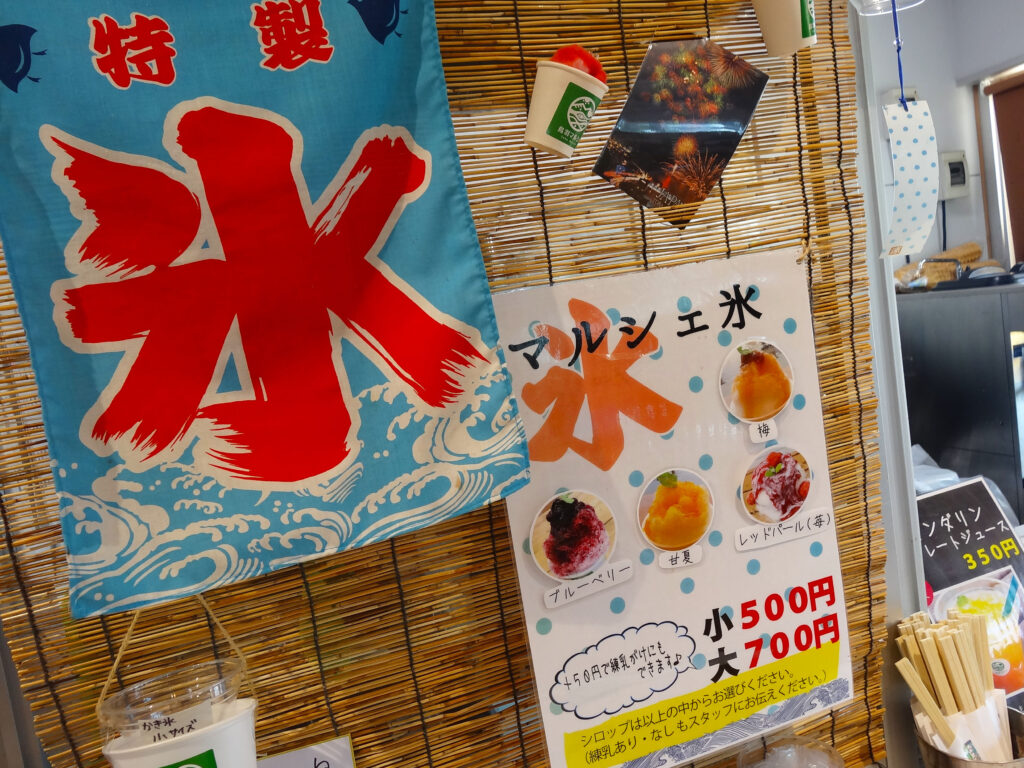 特製
氷
マルシェ氷
氷
梅
レッドパール(苺)
甘夏
ブルーベリー
小500円
大700円
+50円で練乳がけにも
できます♪
シロップは以上の中からお選びください。
(練乳あり・なしもスタッフにお伝えください。)
かき氷
小サイズ
ンダリン
レートジュース
350円